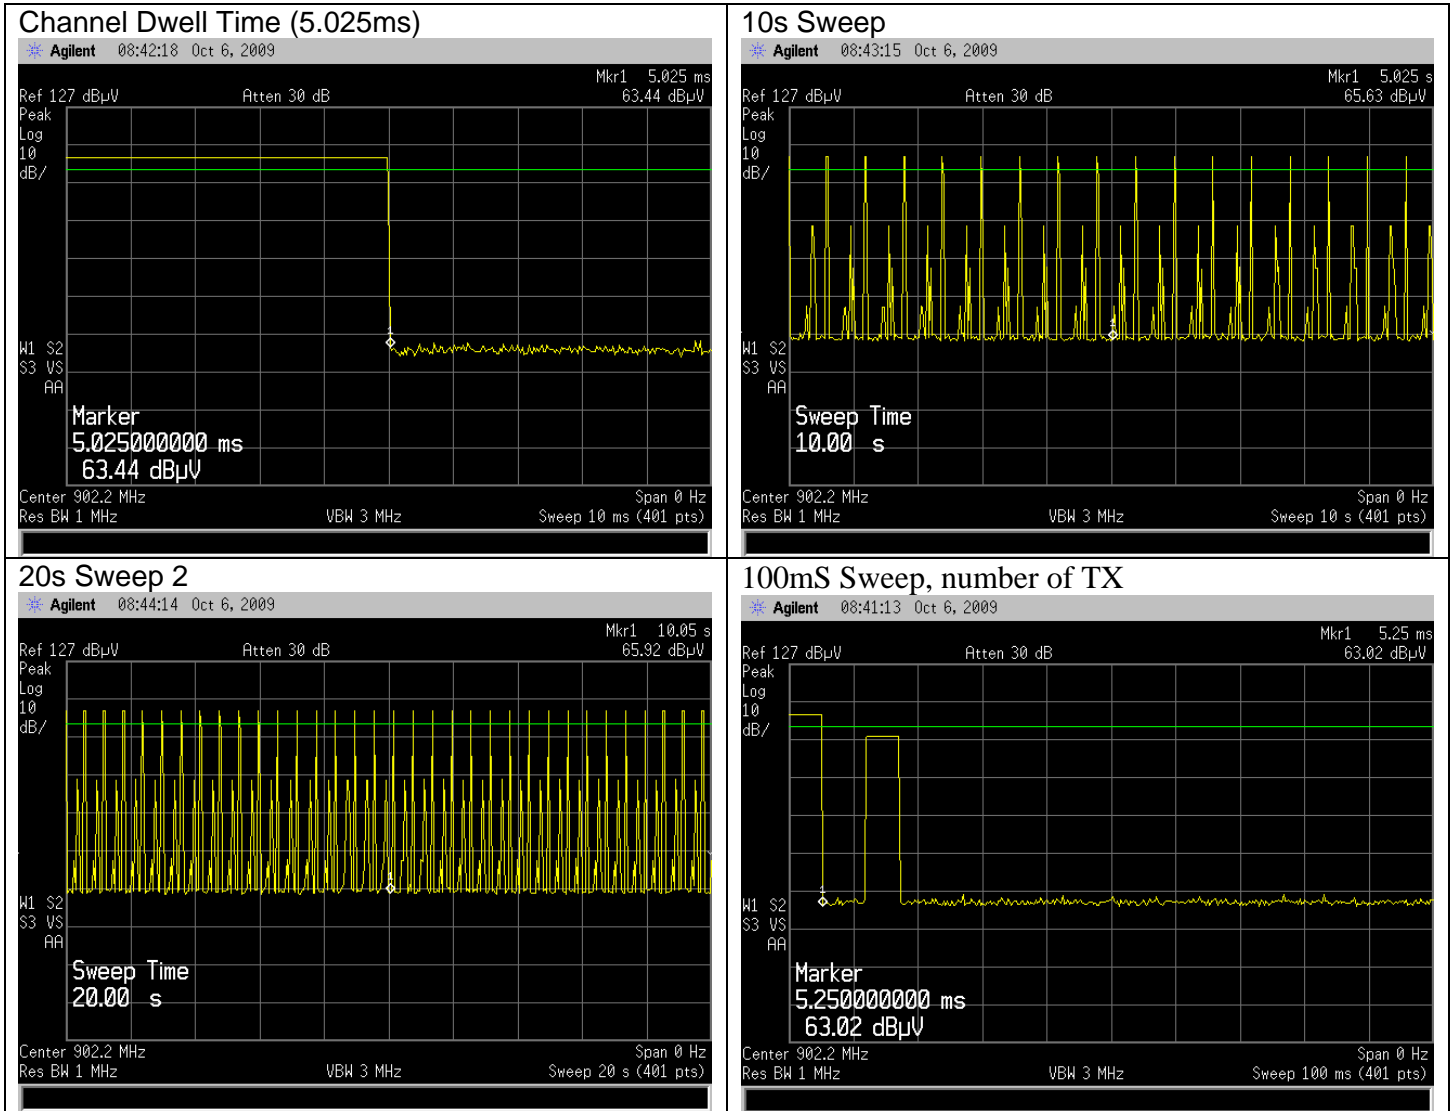 Channel Dwell Time (5.025ms)
Agilent 08:42:18 Oct 6, 2009
Mkr1 5.025 ms
Ref 127 dBµV Atten 30 dB 63.44 dBµV
Peak
Log
10
dB/
1
W1 S2
S3 VS
AA
Marker
5.025000000 ms
63.44 dBµV
Center 902.2 MHz Span 0 Hz
Res BW 1 MHz VBW 3 MHz Sweep 10 ms (401 pts)
10s Sweep
Agilent 08:43:15 Oct 6, 2009
Mkr1 5.025 s
Ref 127 dBµV Atten 30 dB 65.63 dBµV
Peak
Log
10
dB/
1
W1 S2
S3 VS
AA
Sweep Time
10.00 s
Center 902.2 MHz Span 0 Hz
Res BW 1 MHz VBW 3 MHz Sweep 10 s (401 pts)
20s Sweep 2
Agilent 08:44:14 Oct 6, 2009
Mkr1 10.05 s
Ref 127 dBµV Atten 30 dB 65.92 dBµV
Peak
Log
10
dB/
1
W1 S2
S3 VS
AA
Sweep Time
20.00 s
Center 902.2 MHz Span 0 Hz
Res BW 1 MHz VBW 3 MHz Sweep 20 s (401 pts)
100mS Sweep, number of TX
Agilent 08:41:13 Oct 6, 2009
Mkr1 5.25 ms
Ref 127 dBµV Atten 30 dB 63.02 dBµV
Peak
Log
10
dB/
1
W1 S2
S3 VS
AA
Marker
5.250000000 ms
63.02 dBµV
Center 902.2 MHz Span 0 Hz
Res BW 1 MHz VBW 3 MHz Sweep 100 ms (401 pts)